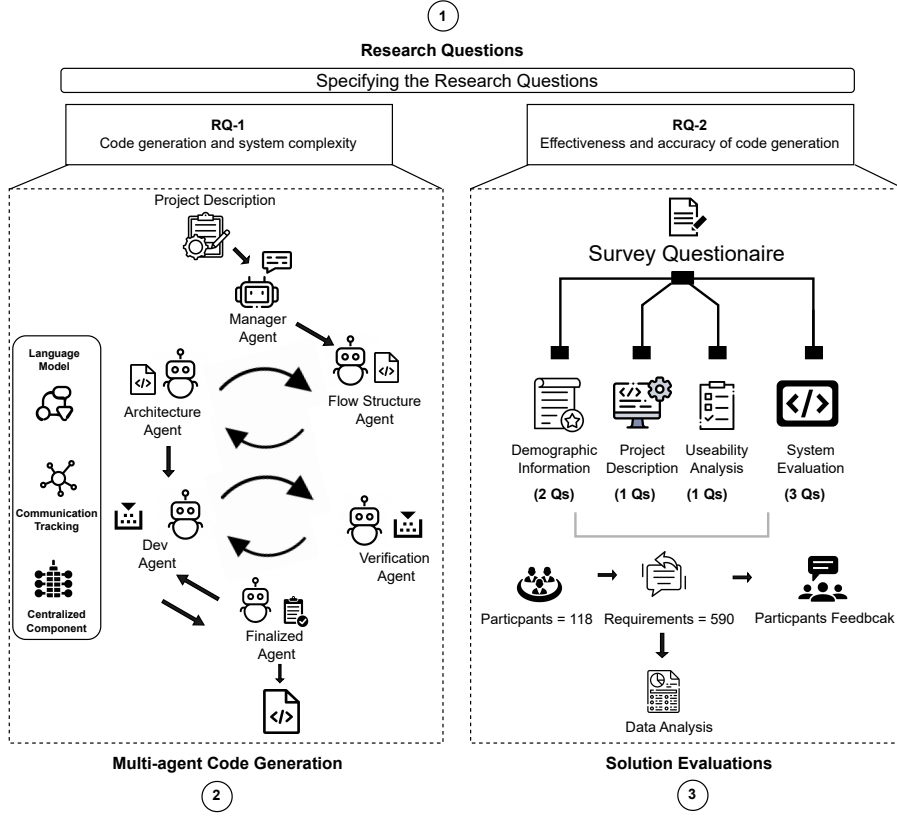 1
Research Questions
Specifying the Research Questions
RQ-1
Code generation and system complexity
RQ-2
Effectiveness and accuracy of code generation
Project Description
Manager
Agent
Flow Structure
Agent
Architecture
Agent
Language
Model
Communication
Tracking
Centralized
Component
Dev
Agent
Verification
Agent
Finalized
Agent
Multi-agent Code Generation
2
Survey Questionaire
Demographic
Information
(2 Qs)
Project
Description
(1 Qs)
Useability
Analysis
(1 Qs)
System
Evaluation
(3 Qs)
Particpants = 118
Requirements = 590
Particpants Feedbcak
Data Analysis
Solution Evaluations
3